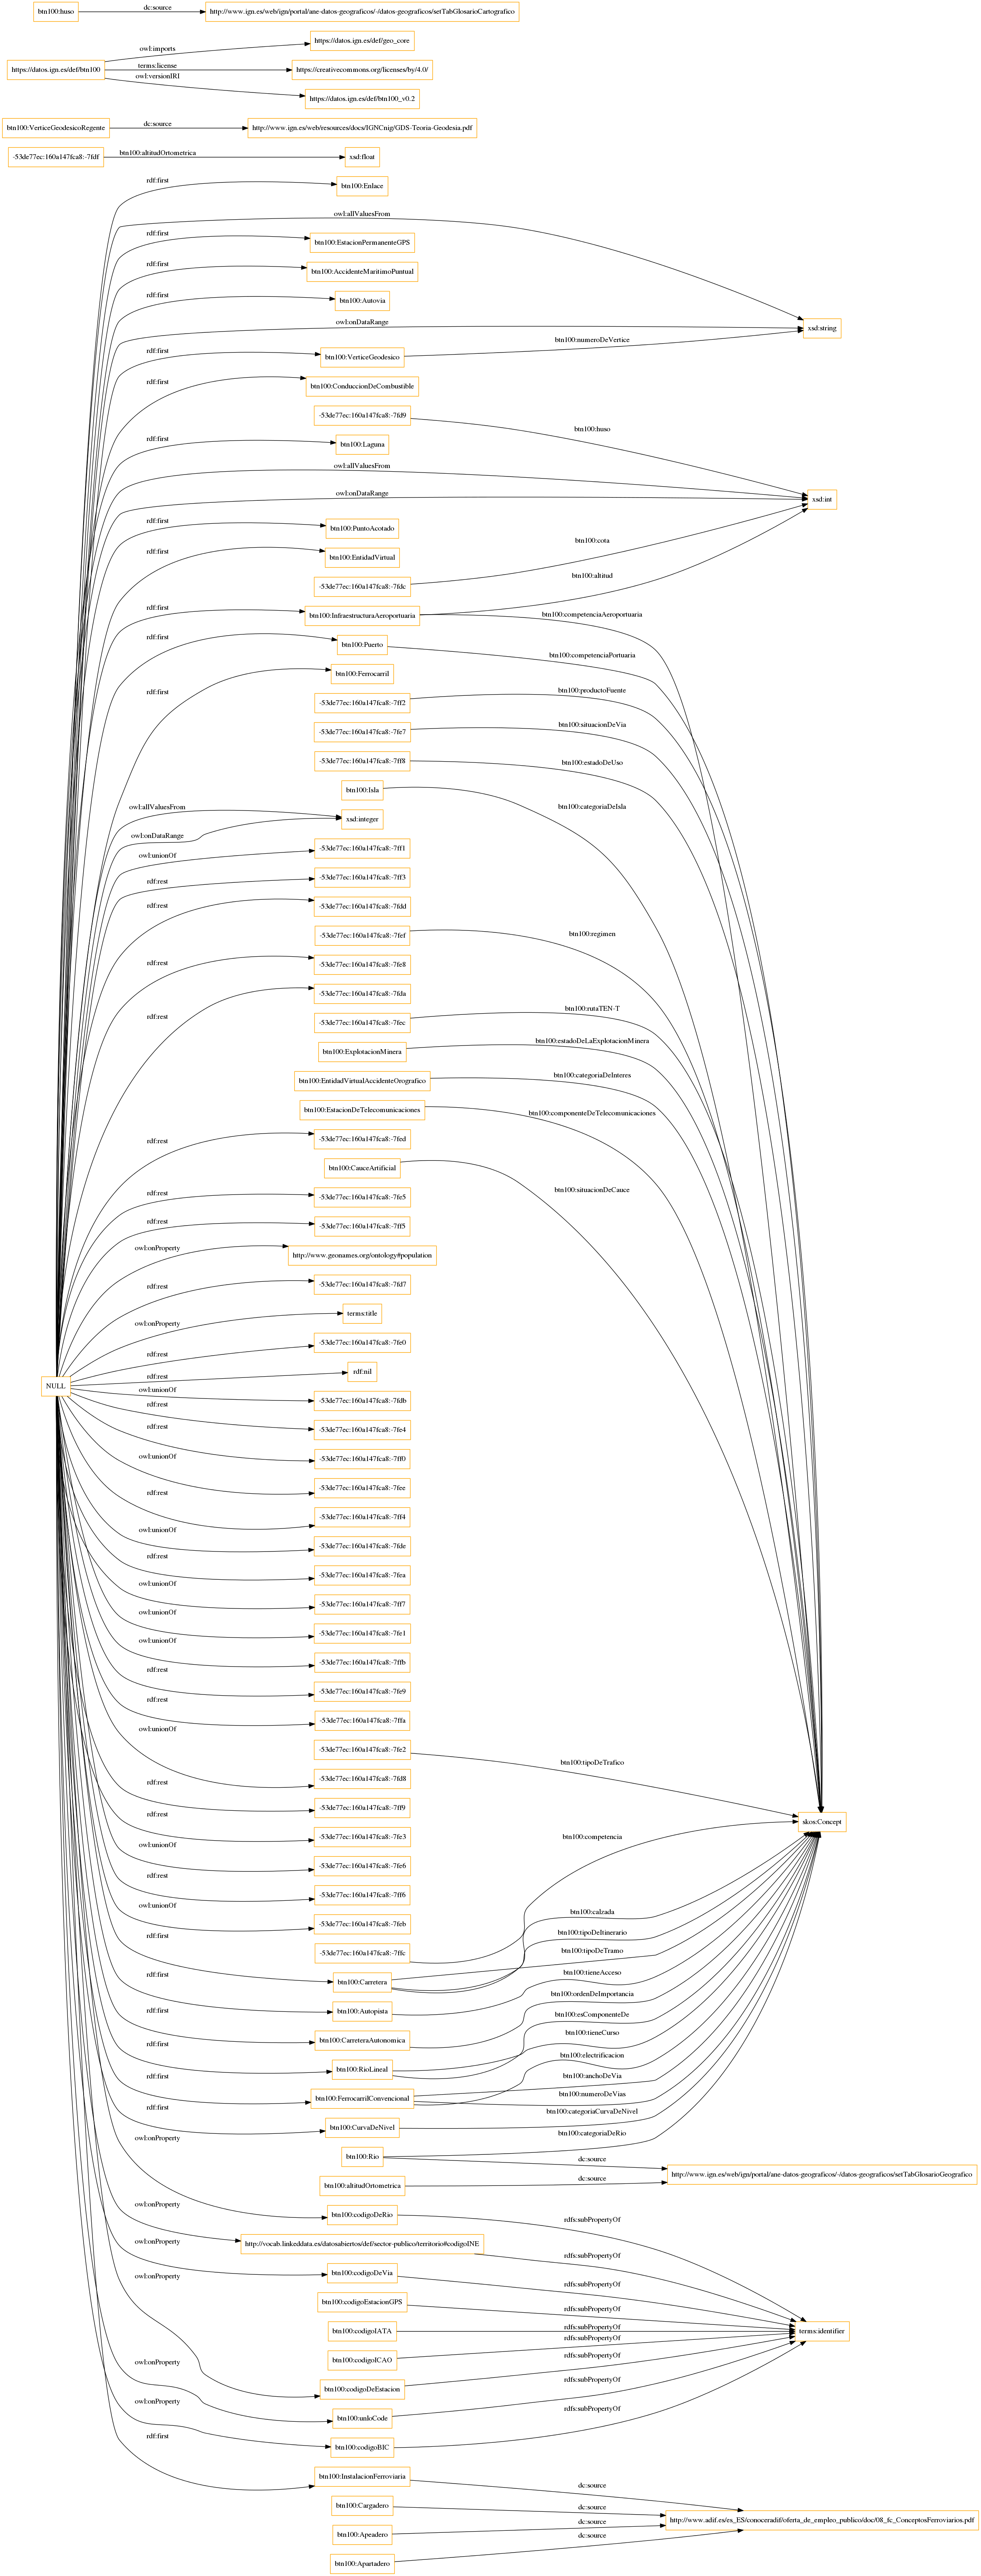 btn100:huso
dc:source
http://www.ign.es/web/ign/portal/ane-datos-geograficos/-/datos-geograficos/setTabGlosarioCartografico
owl:imports
https://datos.ign.es/def/geo_core
https://datos.ign.es/def/btn100
terms:license
https://creativecommons.org/licenses/by/4.0/
owl:versionIRI
https://datos.ign.es/def/btn100_v0.2
btn100:VerticeGeodesicoRegente
dc:source
http://www.ign.es/web/resources/docs/IGNCnig/GDS-Teoria-Geodesia.pdf
-53de77ec:160a147fca8:-7fdf
btn100:altitudOrtometrica
xsd:float
rdf:first
btn100:Enlace
owl:allValuesFrom
rdf:first
btn100:EstacionPermanenteGPS
rdf:first
btn100:AccidenteMaritimoPuntual
rdf:first
btn100:Autovia
owl:onDataRange
xsd:string
rdf:first
btn100:VerticeGeodesico
btn100:numeroDeVertice
rdf:first
btn100:ConduccionDeCombustible
-53de77ec:160a147fca8:-7fd9
btn100:huso
rdf:first
btn100:Laguna
owl:allValuesFrom
owl:onDataRange
xsd:int
rdf:first
btn100:PuntoAcotado
btn100:cota
rdf:first
btn100:EntidadVirtual
-53de77ec:160a147fca8:-7fdc
btn100:altitud
rdf:first
btn100:InfraestructuraAeroportuaria
btn100:competenciaAeroportuaria
rdf:first
btn100:Puerto
btn100:competenciaPortuaria
rdf:first
btn100:Ferrocarril
-53de77ec:160a147fca8:-7ff2
btn100:productoFuente
-53de77ec:160a147fca8:-7fe7
btn100:situacionDeVia
-53de77ec:160a147fca8:-7ff8
btn100:estadoDeUso
btn100:Isla
btn100:categoriaDeIsla
owl:allValuesFrom
xsd:integer
owl:onDataRange
owl:unionOf
-53de77ec:160a147fca8:-7ff1
rdf:rest
-53de77ec:160a147fca8:-7ff3
rdf:rest
-53de77ec:160a147fca8:-7fdd
-53de77ec:160a147fca8:-7fef
btn100:regimen
rdf:rest
-53de77ec:160a147fca8:-7fe8
rdf:rest
-53de77ec:160a147fca8:-7fda
-53de77ec:160a147fca8:-7fec
btn100:rutaTEN-T
btn100:ExplotacionMinera
btn100:estadoDeLaExplotacionMinera
btn100:EntidadVirtualAccidenteOrografico
btn100:categoriaDeInteres
btn100:EstacionDeTelecomunicaciones
btn100:componenteDeTelecomunicaciones
rdf:rest
-53de77ec:160a147fca8:-7fed
btn100:CauceArtificial
btn100:situacionDeCauce
rdf:rest
-53de77ec:160a147fca8:-7fe5
rdf:rest
-53de77ec:160a147fca8:-7ff5
owl:onProperty
http://www.geonames.org/ontology#population
rdf:rest
-53de77ec:160a147fca8:-7fd7
owl:onProperty
terms:title
rdf:rest
-53de77ec:160a147fca8:-7fe0
rdf:rest
rdf:nil
NULL
owl:unionOf
-53de77ec:160a147fca8:-7fdb
rdf:rest
-53de77ec:160a147fca8:-7fe4
rdf:rest
-53de77ec:160a147fca8:-7ff0
owl:unionOf
-53de77ec:160a147fca8:-7fee
rdf:rest
-53de77ec:160a147fca8:-7ff4
owl:unionOf
-53de77ec:160a147fca8:-7fde
rdf:rest
-53de77ec:160a147fca8:-7fea
owl:unionOf
-53de77ec:160a147fca8:-7ff7
owl:unionOf
-53de77ec:160a147fca8:-7fe1
owl:unionOf
-53de77ec:160a147fca8:-7ffb
rdf:rest
-53de77ec:160a147fca8:-7fe9
rdf:rest
-53de77ec:160a147fca8:-7ffa
owl:unionOf
-53de77ec:160a147fca8:-7fe2
btn100:tipoDeTrafico
-53de77ec:160a147fca8:-7fd8
rdf:rest
-53de77ec:160a147fca8:-7ff9
skos:Concept
rdf:rest
-53de77ec:160a147fca8:-7fe3
btn100:competencia
owl:unionOf
-53de77ec:160a147fca8:-7fe6
rdf:rest
-53de77ec:160a147fca8:-7ff6
owl:unionOf
-53de77ec:160a147fca8:-7feb
btn100:calzada
-53de77ec:160a147fca8:-7ffc
btn100:tipoDeItinerario
rdf:first
btn100:Carretera
btn100:tipoDeTramo
rdf:first
btn100:Autopista
btn100:tieneAcceso
btn100:ordenDeImportancia
rdf:first
btn100:CarreteraAutonomica
btn100:esComponenteDe
btn100:tieneCurso
rdf:first
btn100:RioLineal
btn100:electrificacion
btn100:anchoDeVia
rdf:first
btn100:FerrocarrilConvencional
btn100:numeroDeVias
rdf:first
btn100:CurvaDeNivel
btn100:categoriaCurvaDeNivel
btn100:categoriaDeRio
btn100:Rio
dc:source
http://www.ign.es/web/ign/portal/ane-datos-geograficos/-/datos-geograficos/setTabGlosarioGeografico
btn100:altitudOrtometrica
dc:source
owl:onProperty
btn100:codigoDeRio
rdfs:subPropertyOf
owl:onProperty
http://vocab.linkeddata.es/datosabiertos/def/sector-publico/territorio#codigoINE
rdfs:subPropertyOf
owl:onProperty
btn100:codigoDeVia
rdfs:subPropertyOf
btn100:codigoEstacionGPS
rdfs:subPropertyOf
btn100:codigoIATA
rdfs:subPropertyOf
terms:identifier
btn100:codigoICAO
rdfs:subPropertyOf
owl:onProperty
btn100:codigoDeEstacion
rdfs:subPropertyOf
owl:onProperty
btn100:unloCode
rdfs:subPropertyOf
owl:onProperty
btn100:codigoBIC
rdfs:subPropertyOf
rdf:first
btn100:InstalacionFerroviaria
dc:source
btn100:Cargadero
dc:source
http://www.adif.es/es_ES/conoceradif/oferta_de_empleo_publico/doc/08_fc_ConceptosFerroviarios.pdf
btn100:Apeadero
dc:source
btn100:Apartadero
dc:source